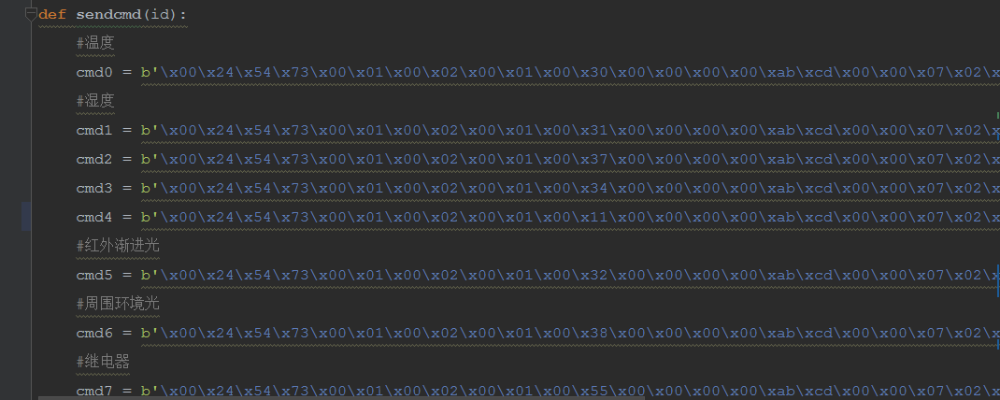 def sendcmd(id):
#温度
cmd0 = b'\x00\x24\x54\x73\x00\x01\x00\x02\x00\x01\x00\x30\x00\x00\x00\x00\xab\xcd\x00\x00\x07\x02\x
#湿度
cmd1 = b'\x00\x24\x54\x73\x00\x01\x00\x02\x00\x01\x00\x31\x00\x00\x00\x00\xab\xcd\x00\x00\x07\x02\x
cmd2 = b'\x00\x24\x54\x73\x00\x01\x00\x02\x00\x01\x00\x37\x00\x00\x00\x00\xab\xcd\x00\x00\x07\x02\x
cmd3 = b'\x00\x24\x54\x73\x00\x01\x00\x02\x00\x01\x00\x34\x00\x00\x00\x00\xab\xcd\x00\x00\x07\x02\x
cmd4 = b'\x00\x24\x54\x73\x00\x01\x00\x02\x00\x01\x00\x11\x00\x00\x00\x00\xab\xcd\x00\x00\x07\x02\x
#红外渐进光
cmd5 = b'\x00\x24\x54\x73\x00\x01\x00\x02\x00\x01\x00\x32\x00\x00\x00\x00\xab\xcd\x00\x00\x07\x02\x
#周围环境光
cmd6 = b'\x00\x24\x54\x73\x00\x01\x00\x02\x00\x01\x00\x38\x00\x00\x00\x00\xab\xcd\x00\x00\x07\x02\x
#继电器
cmd7 = b'\x00\x24\x54\x73\x00\x01\x00\x02\x00\x01\x00\x55\x00\x00\x00\x00\xab\xcd\x00\x00\x07\x02\x